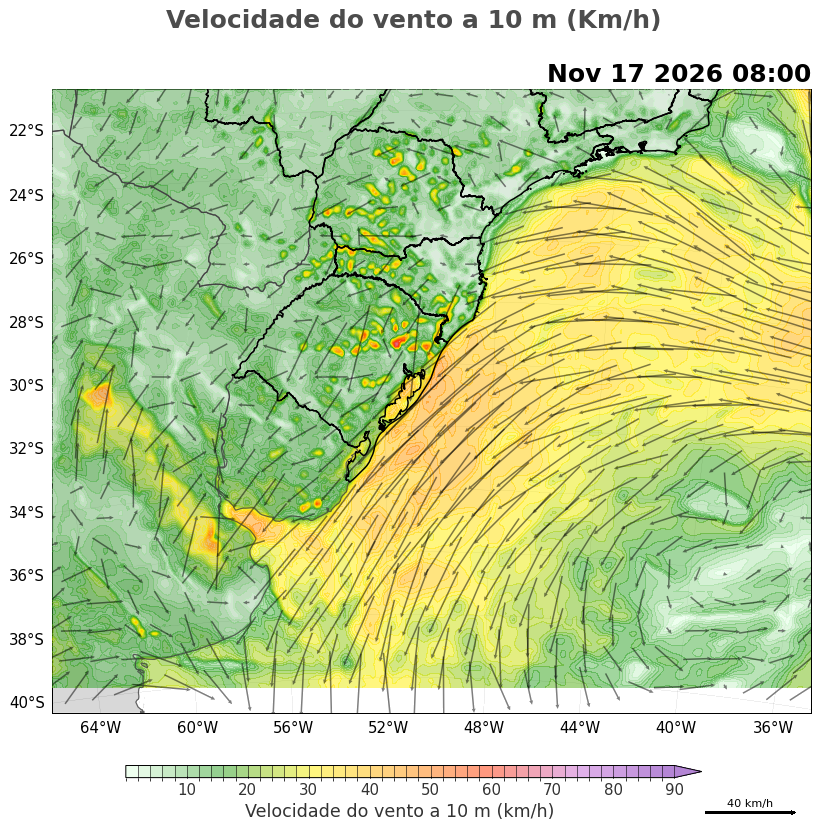 Velocidade do vento a 10 m (Km/h)
Nov 17 2026 08:00
22°S
24°S
26°S
28°S
30°S
32°S
34°S
36°S
38°S
40°S
64°W 60°W 56°W 52°W 48°W 44°W 40°W 36°W
10 20 30 40 50 60 70 80 90
Velocidade do vento a 10 m (km/h)
40 km/h